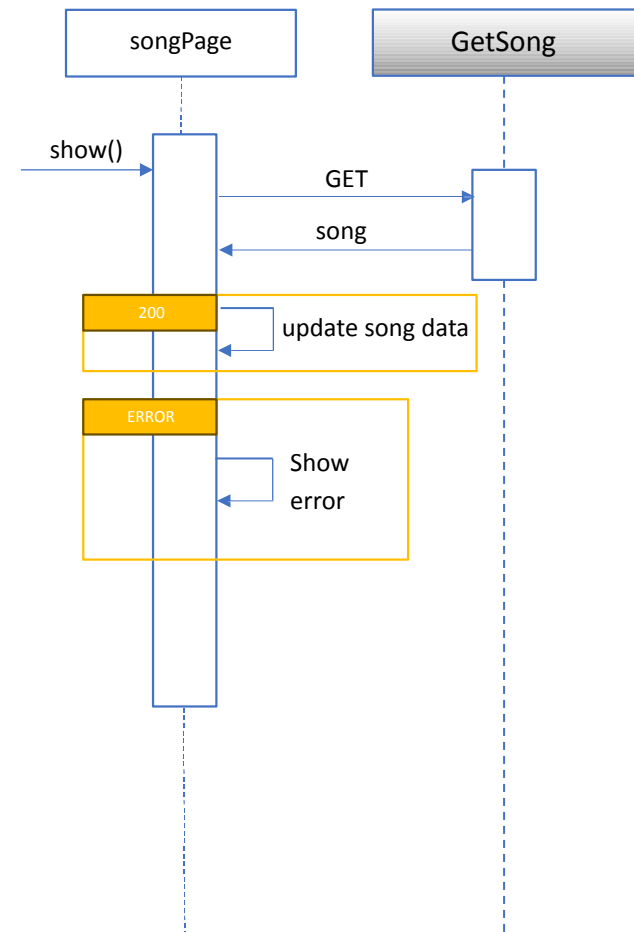 songPage
GetSong
show()
GET
song
200
update song data
ERROR
Show
error